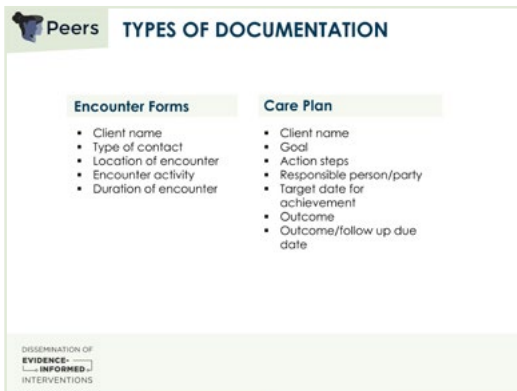 Peers
TYPES OF DOCUMENTATION
Encounter Forms
▪ Client name
▪ Type of contact
▪ Location of encounter
▪ Encounter activity
▪ Duration of encounter
Care Plan
▪ Client name
▪ Goal
▪ Action steps
▪ Responsible person/party
▪ Target date for
achievement
▪ Outcome
▪ Outcome/follow up due
date
DISSEMINATION OF
EVIDENCE-
INFORMED
INTERVENTIONS